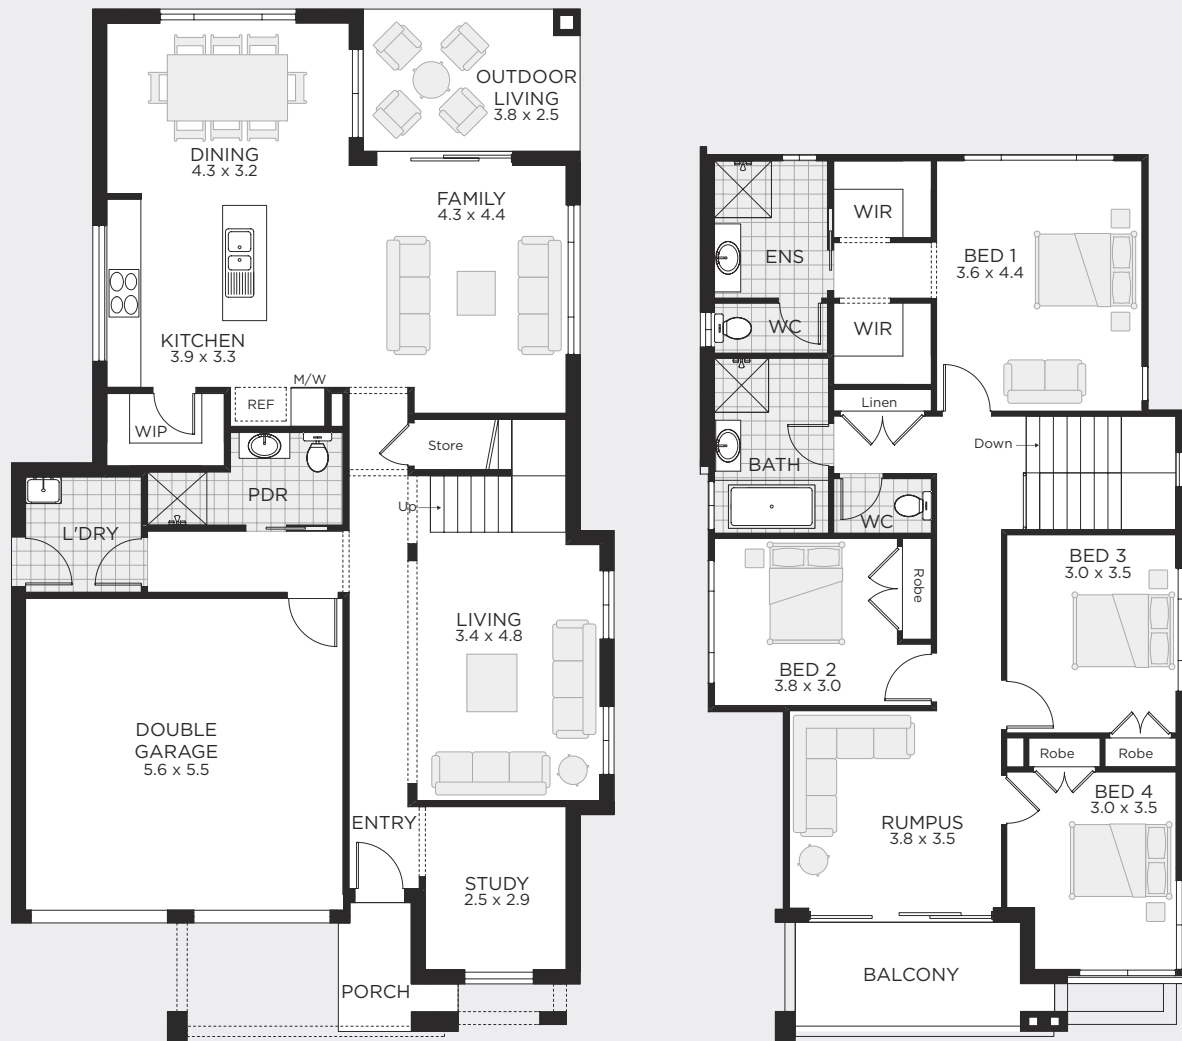 OUTDOOR
LIVING
3.8 x 2.5
DINING
4.3 x 3.2
FAMILY
4.3 x 4.4
KITCHEN
3.9 x 3.3
M/W
REF
WIP
Store
PDR
Up
L'DRY
LIVING
3.4 x 4.8
DOUBLE
GARAGE
5.6 x 5.5
ENTRY
STUDY
2.5 x 2.9
PORCH
WIR
ENS
BED 1
3.6 x 4.4
WC
WIR
Linen
Down
BATH
WC
BED 3
3.0 x 3.5
Robe
BED 2
3.8 x 3.0
Robe
Robe
BED 4
3.0 x 3.5
RUMPUS
3.8 x 3.5
BALCONY